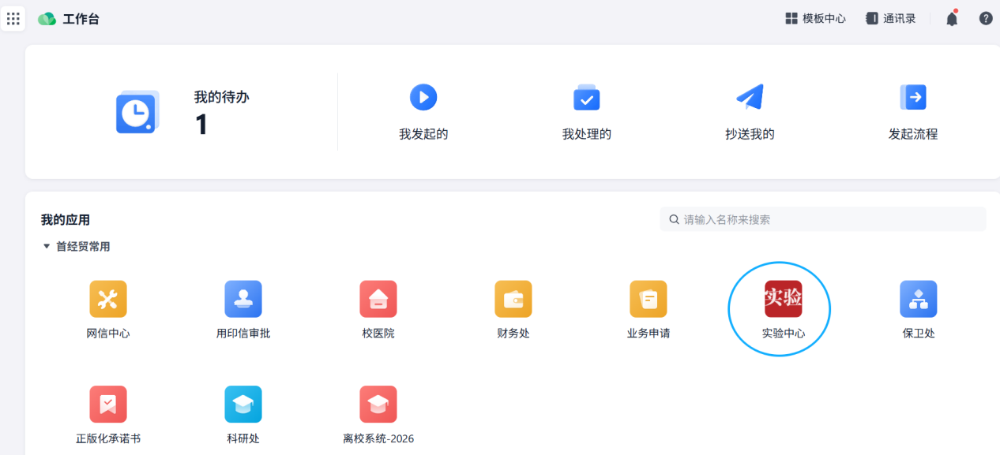 工作台
模板中心
通讯录
我的待办
1
我发起的
我处理的
抄送我的
发起流程
我的应用
请输入名称来搜索
首经贸常用
实验
网信中心
用印信审批
校医院
财务处
业务申请
实验中心
保卫处
正版化承诺书
科研处
离校系统-2026